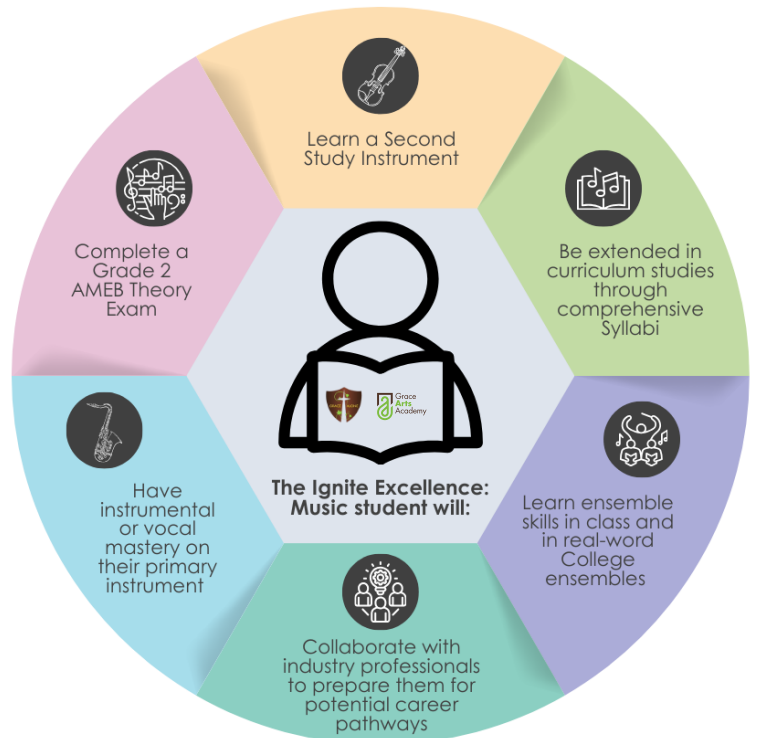 Learn a Second
Study Instrument
Be extended in
curriculum studies
through
comprehensive
Syllabi
Learn ensemble
skills in class and
in real-word
College
ensembles
Collaborate with
industry professionals
to prepare them for
potential career
pathways
Have
instrumental
or vocal
mastery on
their primary
instrument
Complete a
Grade 2
AMEB Theory
Exam
Grace
Arts
Academy
The Ignite Excellence:
Music student will: